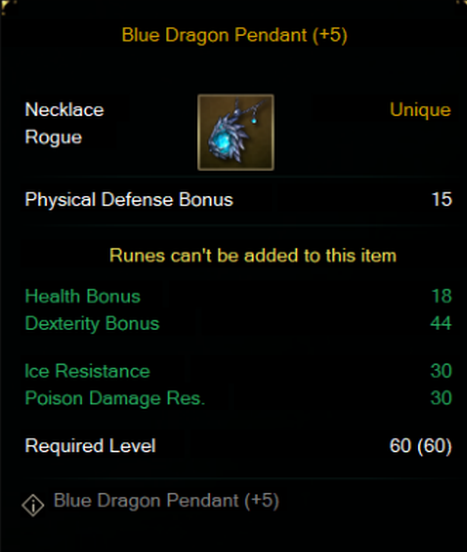 Blue Dragon Pendant (+5)
Necklace
Unique
Rogue
Physical Defense Bonus 15
Runes can't be added to this item
Health Bonus 18
Dexterity Bonus 44
Ice Resistance 30
Poison Damage Res. 30
Required Level 60 (60)
Blue Dragon Pendant (+5)